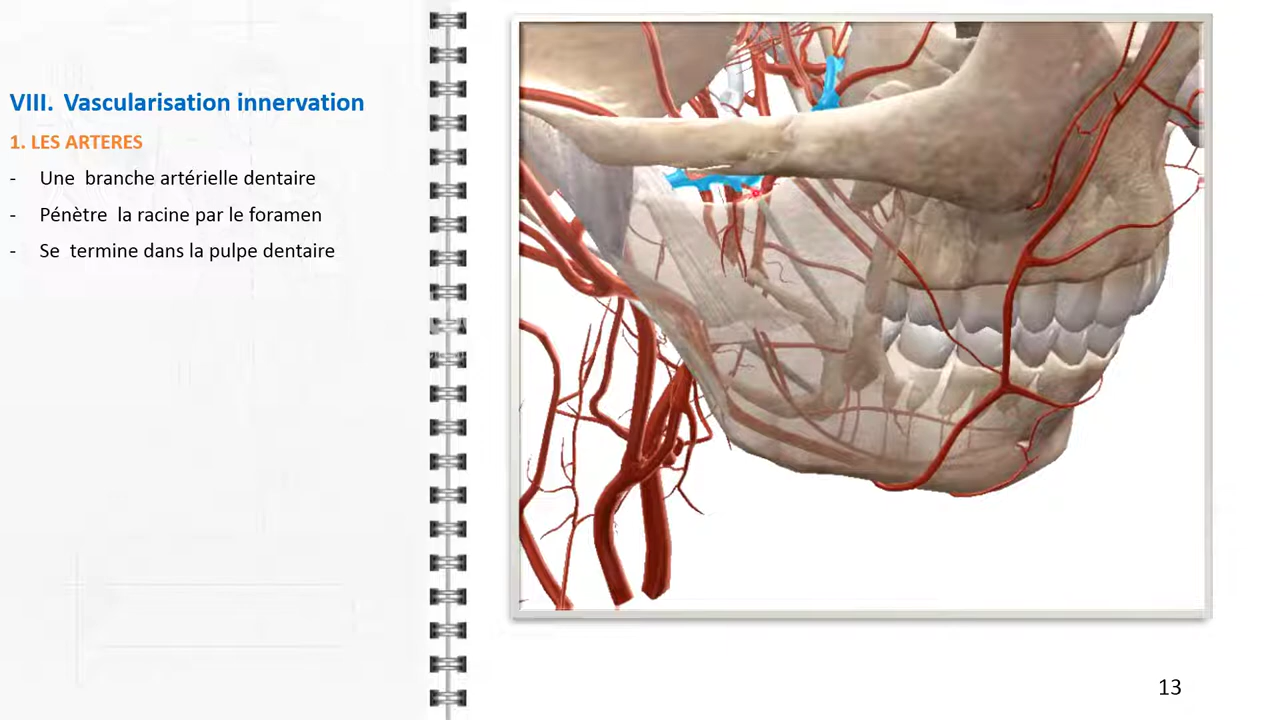 VIII. Vascularisation innervation
1. LES ARTERES
- Une branche artérielle dentaire
- Pénètre la racine par le foramen
- Se termine dans la pulpe dentaire
13